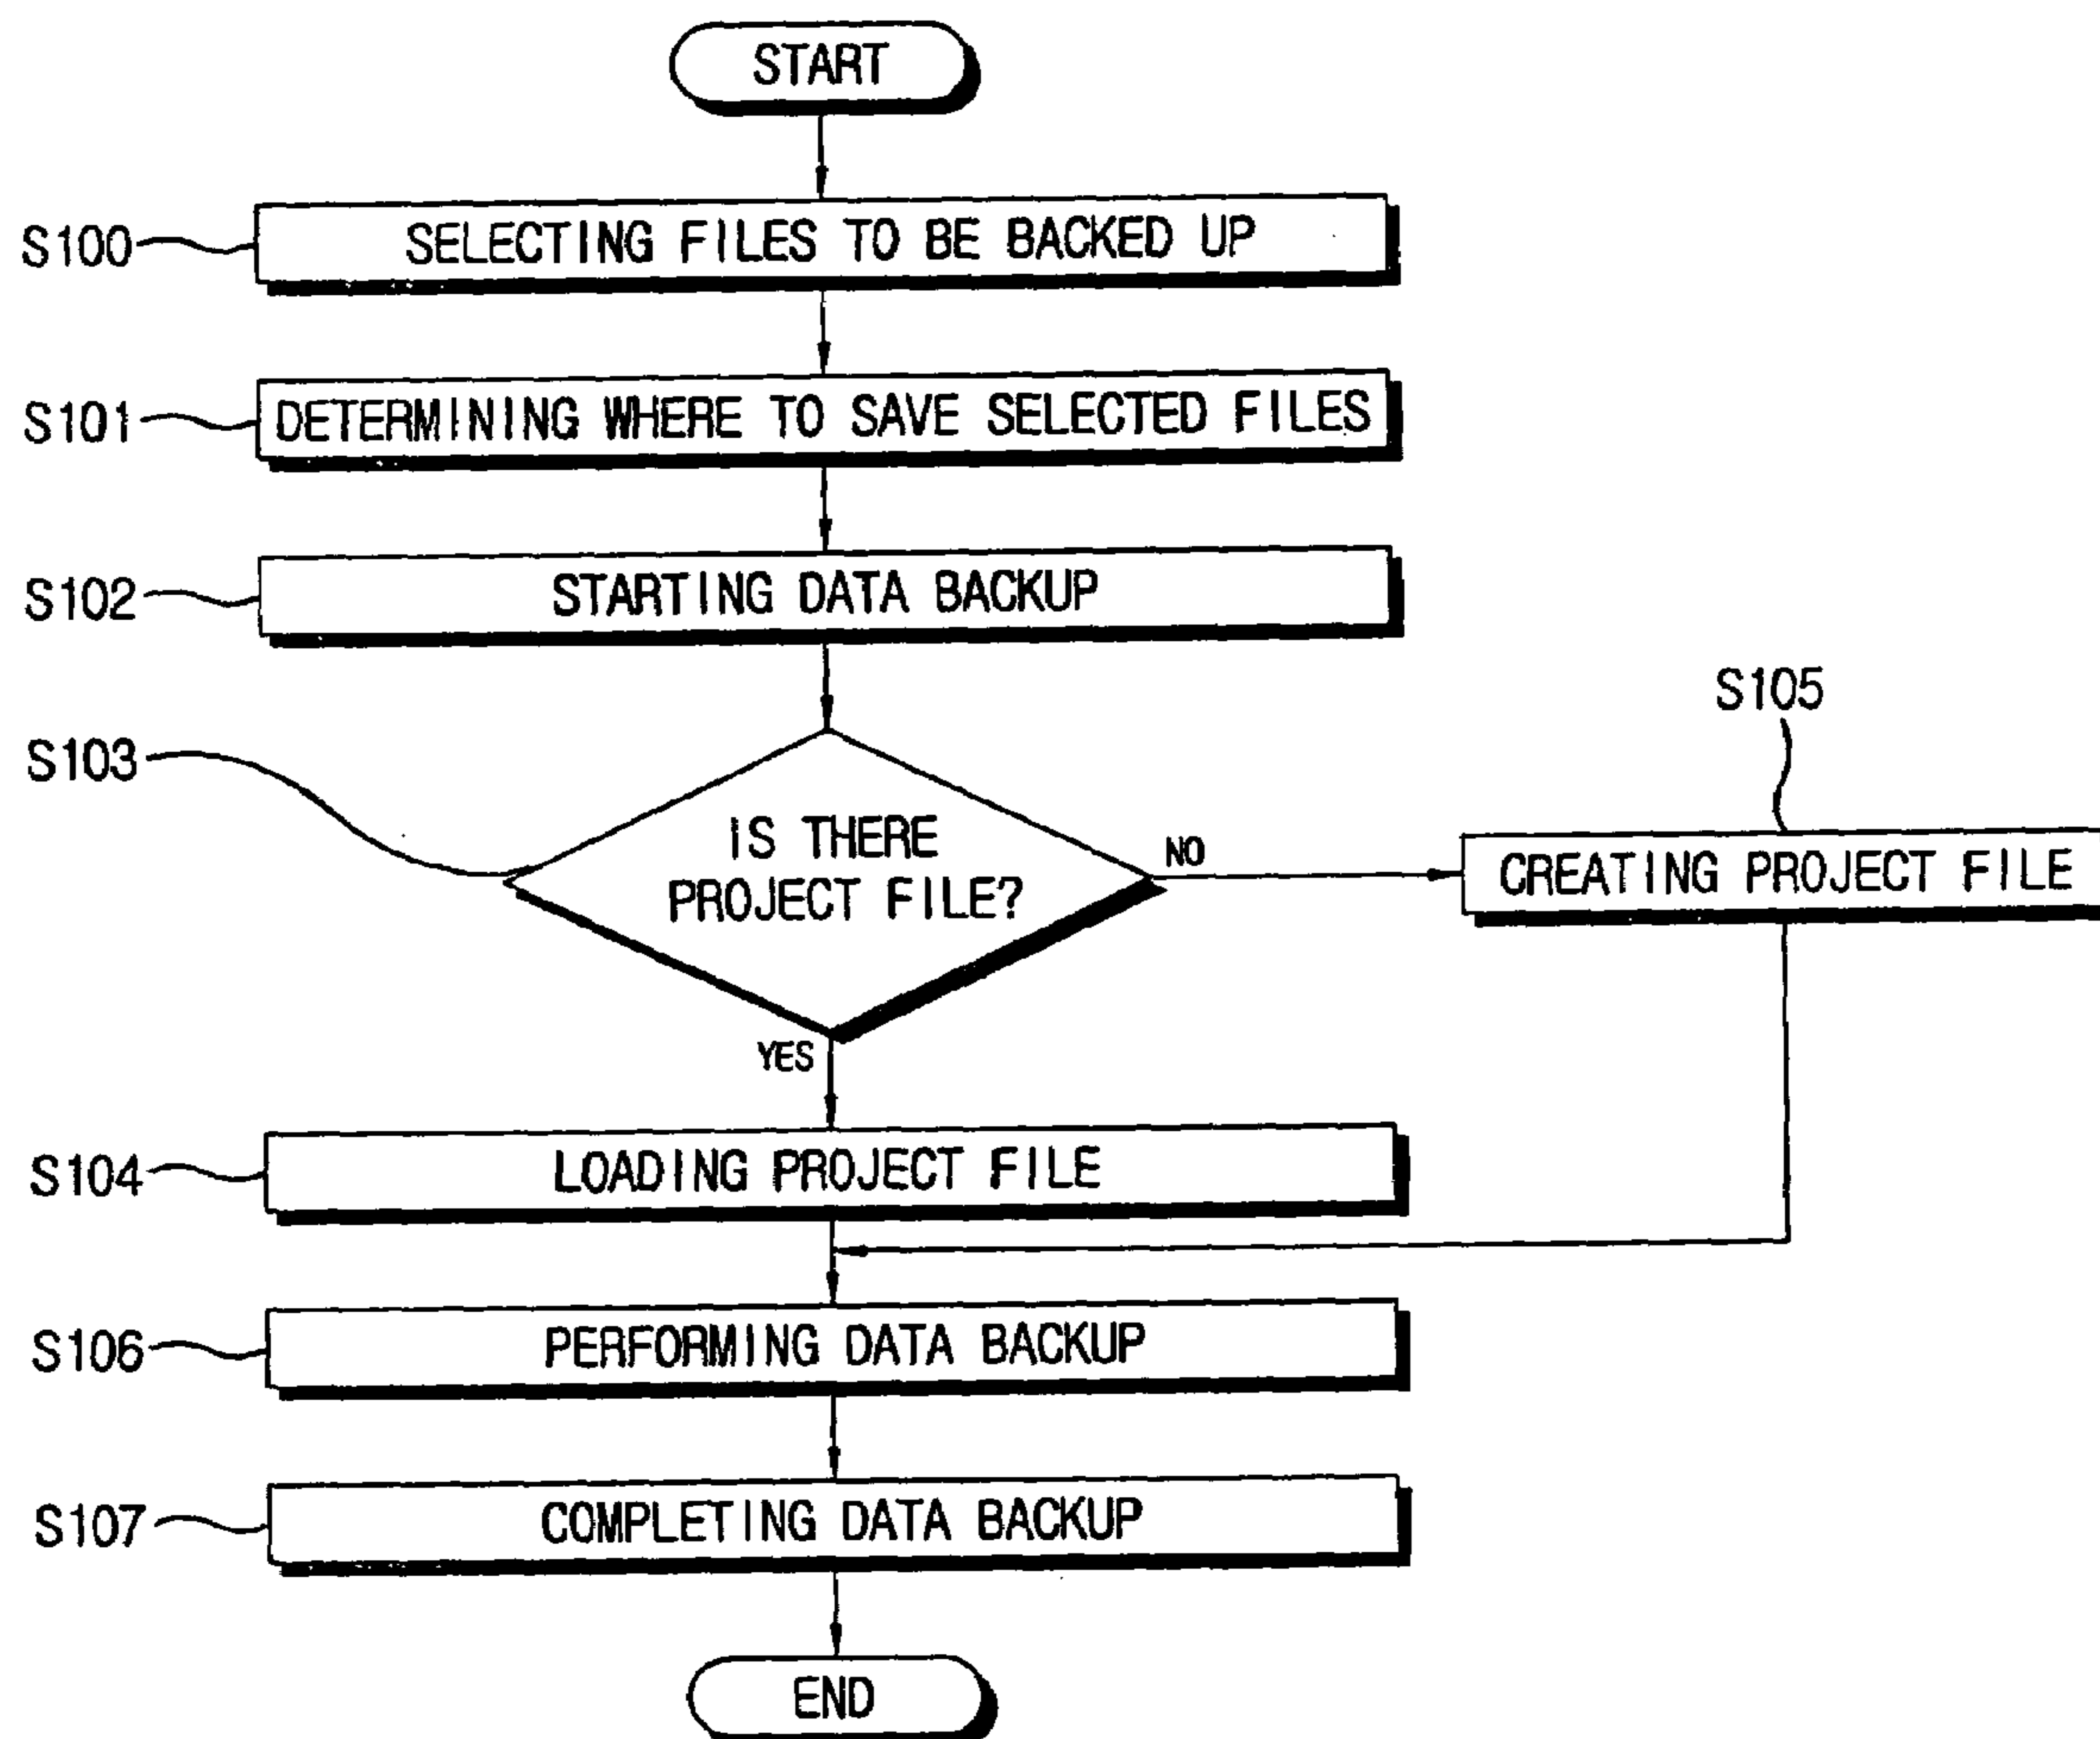 START
S100
SELECTING FILES TO BE BACKED UP
S101
DETERMINING WHERE TO SAVE SELECTED FILES
S102
STARTING DATA BACKUP
S103
IS THERE
PROJECT FILE?
NO
S105
CREATING PROJECT FILE
YES
S104
LOADING PROJECT FILE
S106
PERFORMING DATA BACKUP
S107
COMPLETING DATA BACKUP
END